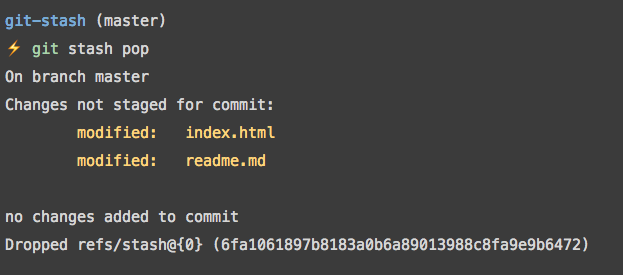 git-stash (master)
⚡ git stash pop
On branch master
Changes not staged for commit:
        modified:   index.html
        modified:   readme.md

no changes added to commit
Dropped refs/stash@{0} (6fa1061897b8183a0b6a89013988c8fa9e9b6472)